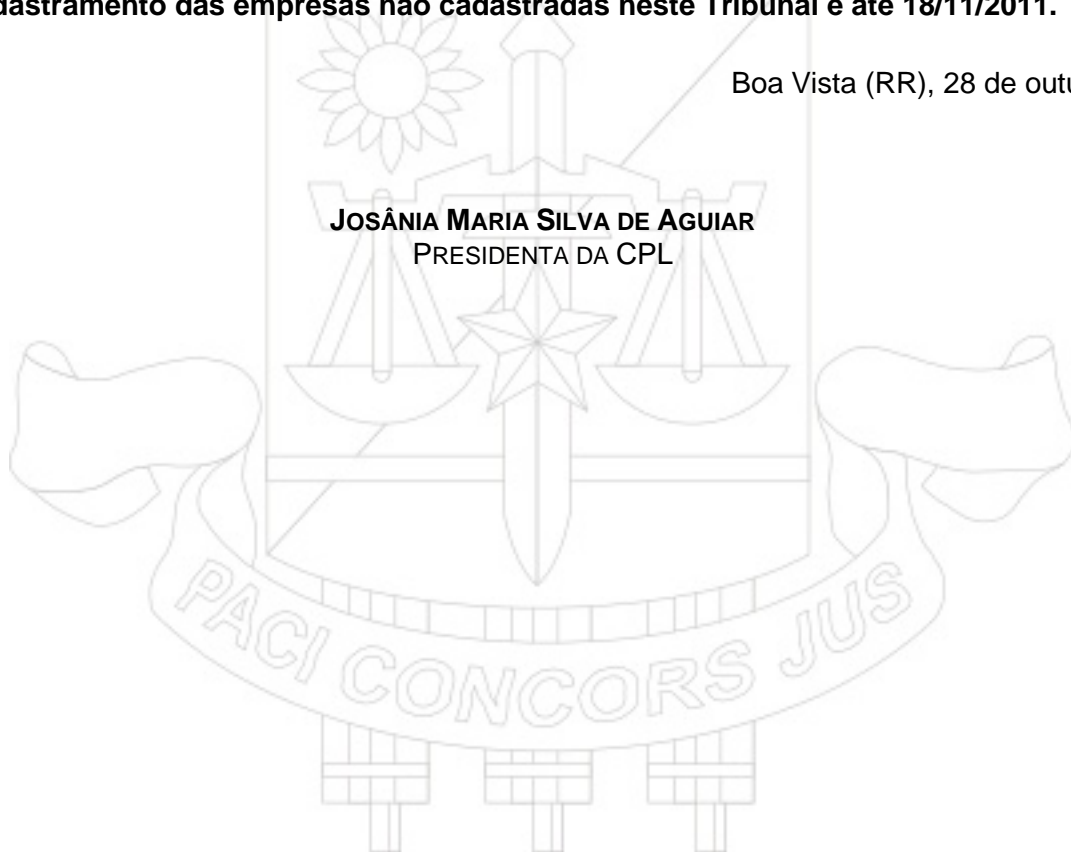 dastramento das empresas não cadastradas neste Tribunal é até 18/11/2011.
Boa Vista (RR), 28 de outu
JOSÂNIA MARIA SILVA DE AGUIAR
PRESIDENTA DA CPL
PACI CONCORS JUS